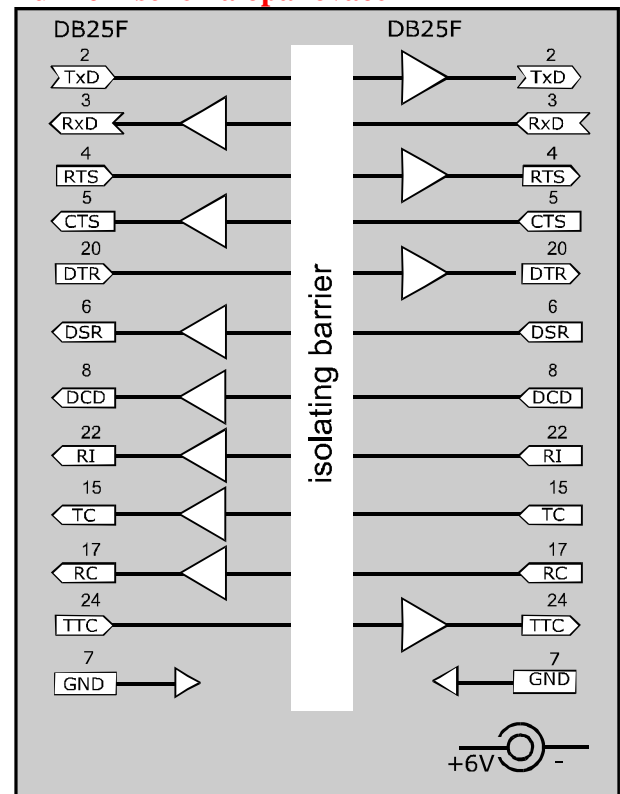 DB25F DB25F
2 2
TxD TxD
3 3
RxD RxD
4 4
RTS RTS
5 5
CTS CTS
20 20
DTR DTR
isolating barrier
6 6
DSR DSR
8 8
DCD DCD
22 22
RI RI
15 15
TC TC
17 17
RC RC
24 24
TTC TTC
7 7
GND GND
+6V -